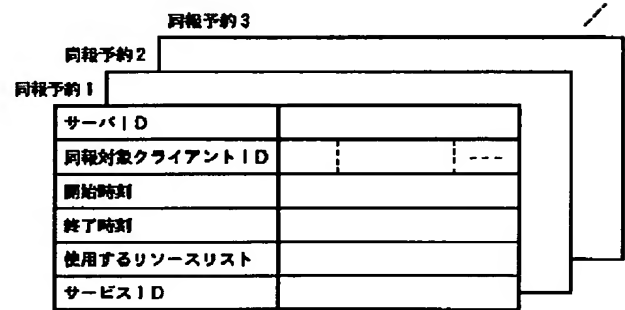 同報予約3
同報予約2
同報予約1
サーバID
同報対象クライアントID
開始時刻
終了時刻
使用するリソースリスト
サービスID